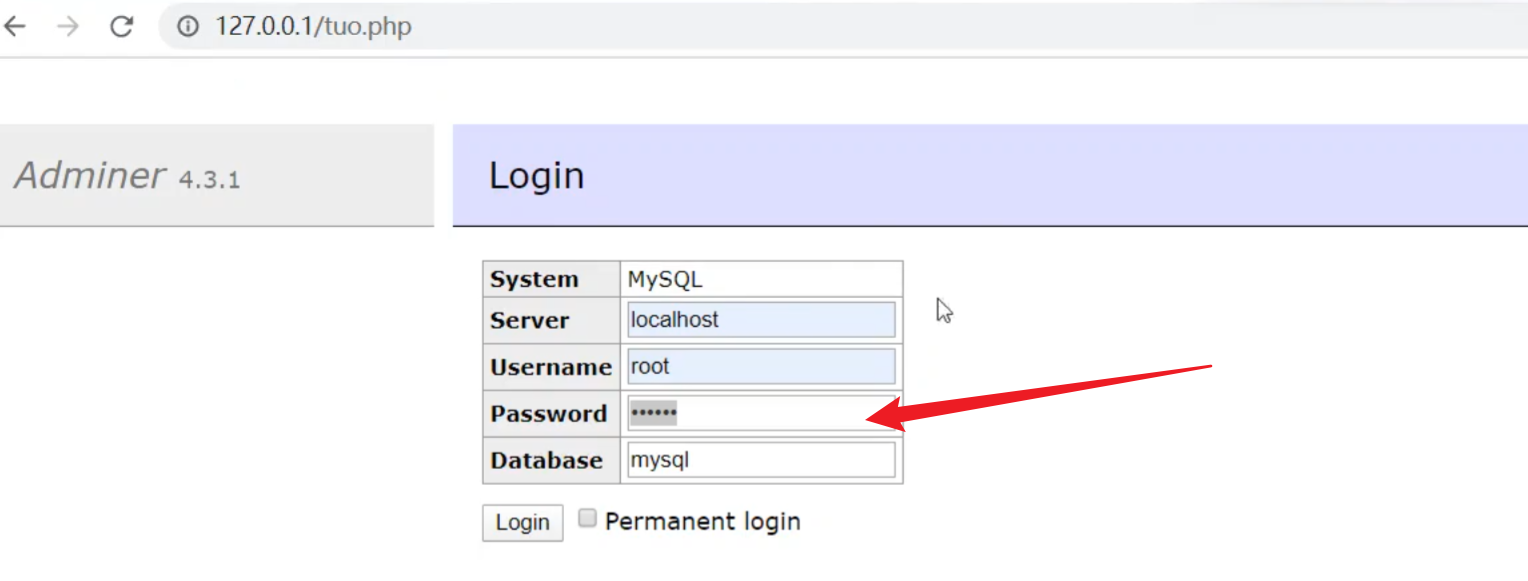 127.0.0.1/tuo.php
Adminer 4.3.1
Login
System MySQL
Server localhost
Username root
Password ••••••
Database mysql
Login Permanent login